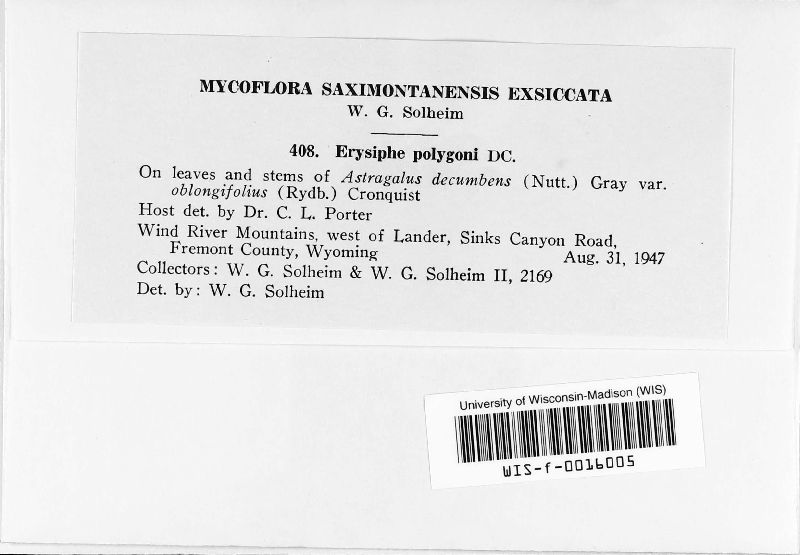 MYCOFLORA SAXIMONTANENSIS EXSICCATA
W. G. Solheim
408. Erysiphe polygoni DC.
On leaves and stems of Astragalus decumbens (Nutt.) Gray var.
oblongifolius (Rydb.) Cronquist
Host det. by Dr. C. L. Porter
Wind River Mountains, west of Lander, Sinks Canyon Road,
Fremont County, Wyoming Aug. 31, 1947
Collectors: W. G. Solheim & W. G. Solheim II, 2169
Det. by: W. G. Solheim
University of Wisconsin-Madison (WIS)
WIS-f-0016005